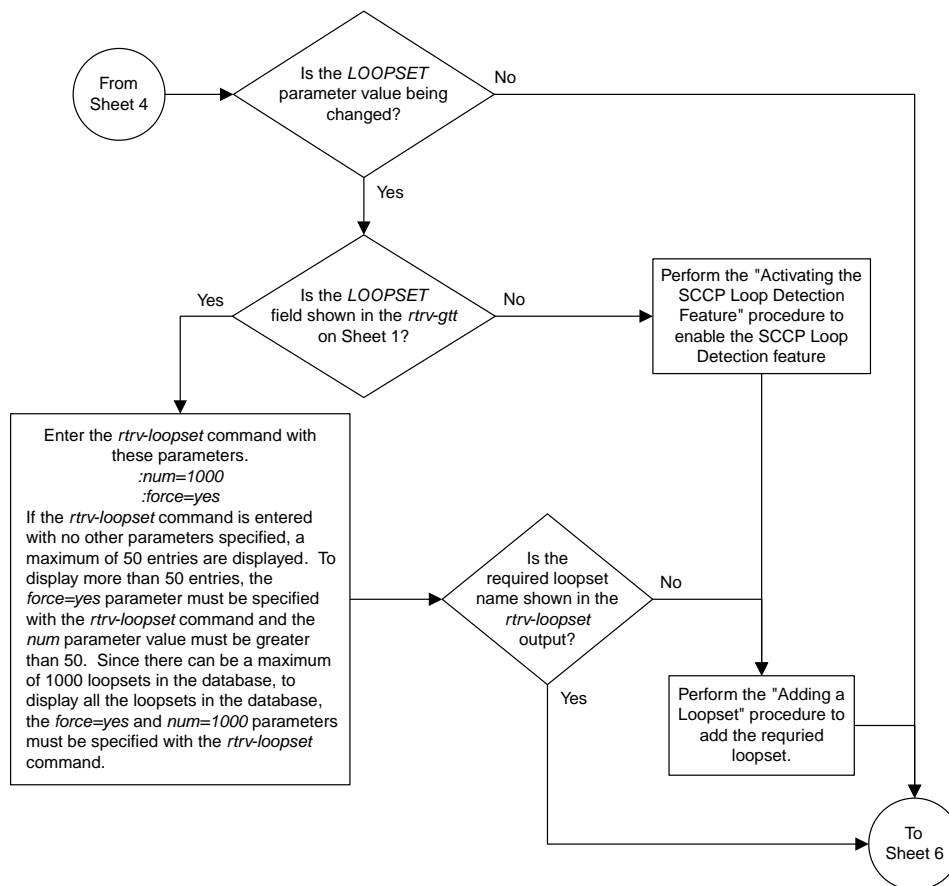 From
Sheet 4
Is the LOOPSET
parameter value being
changed?
No
Yes
Is the LOOPSET
field shown in the rtrv-gtt
on Sheet 1?
Yes
No
Perform the "Activating the
SCCP Loop Detection
Feature" procedure to
enable the SCCP Loop
Detection feature
Enter the rtrv-loopset command with
these parameters.
:num=1000
:force=yes
If the rtrv-loopset command is entered
with no other parameters specified, a
maximum of 50 entries are displayed. To
display more than 50 entries, the
force=yes parameter must be specified
with the rtrv-loopset command and the
num parameter value must be greater
than 50. Since there can be a maximum
of 1000 loopsets in the database, to
display all the loopsets in the database,
the force=yes and num=1000 parameters
must be specified with the rtrv-loopset
command.
Is the
required loopset
name shown in the
rtrv-loopset
output?
No
Yes
Perform the "Adding a
Loopset" procedure to
add the requried
loopset.
To
Sheet 6